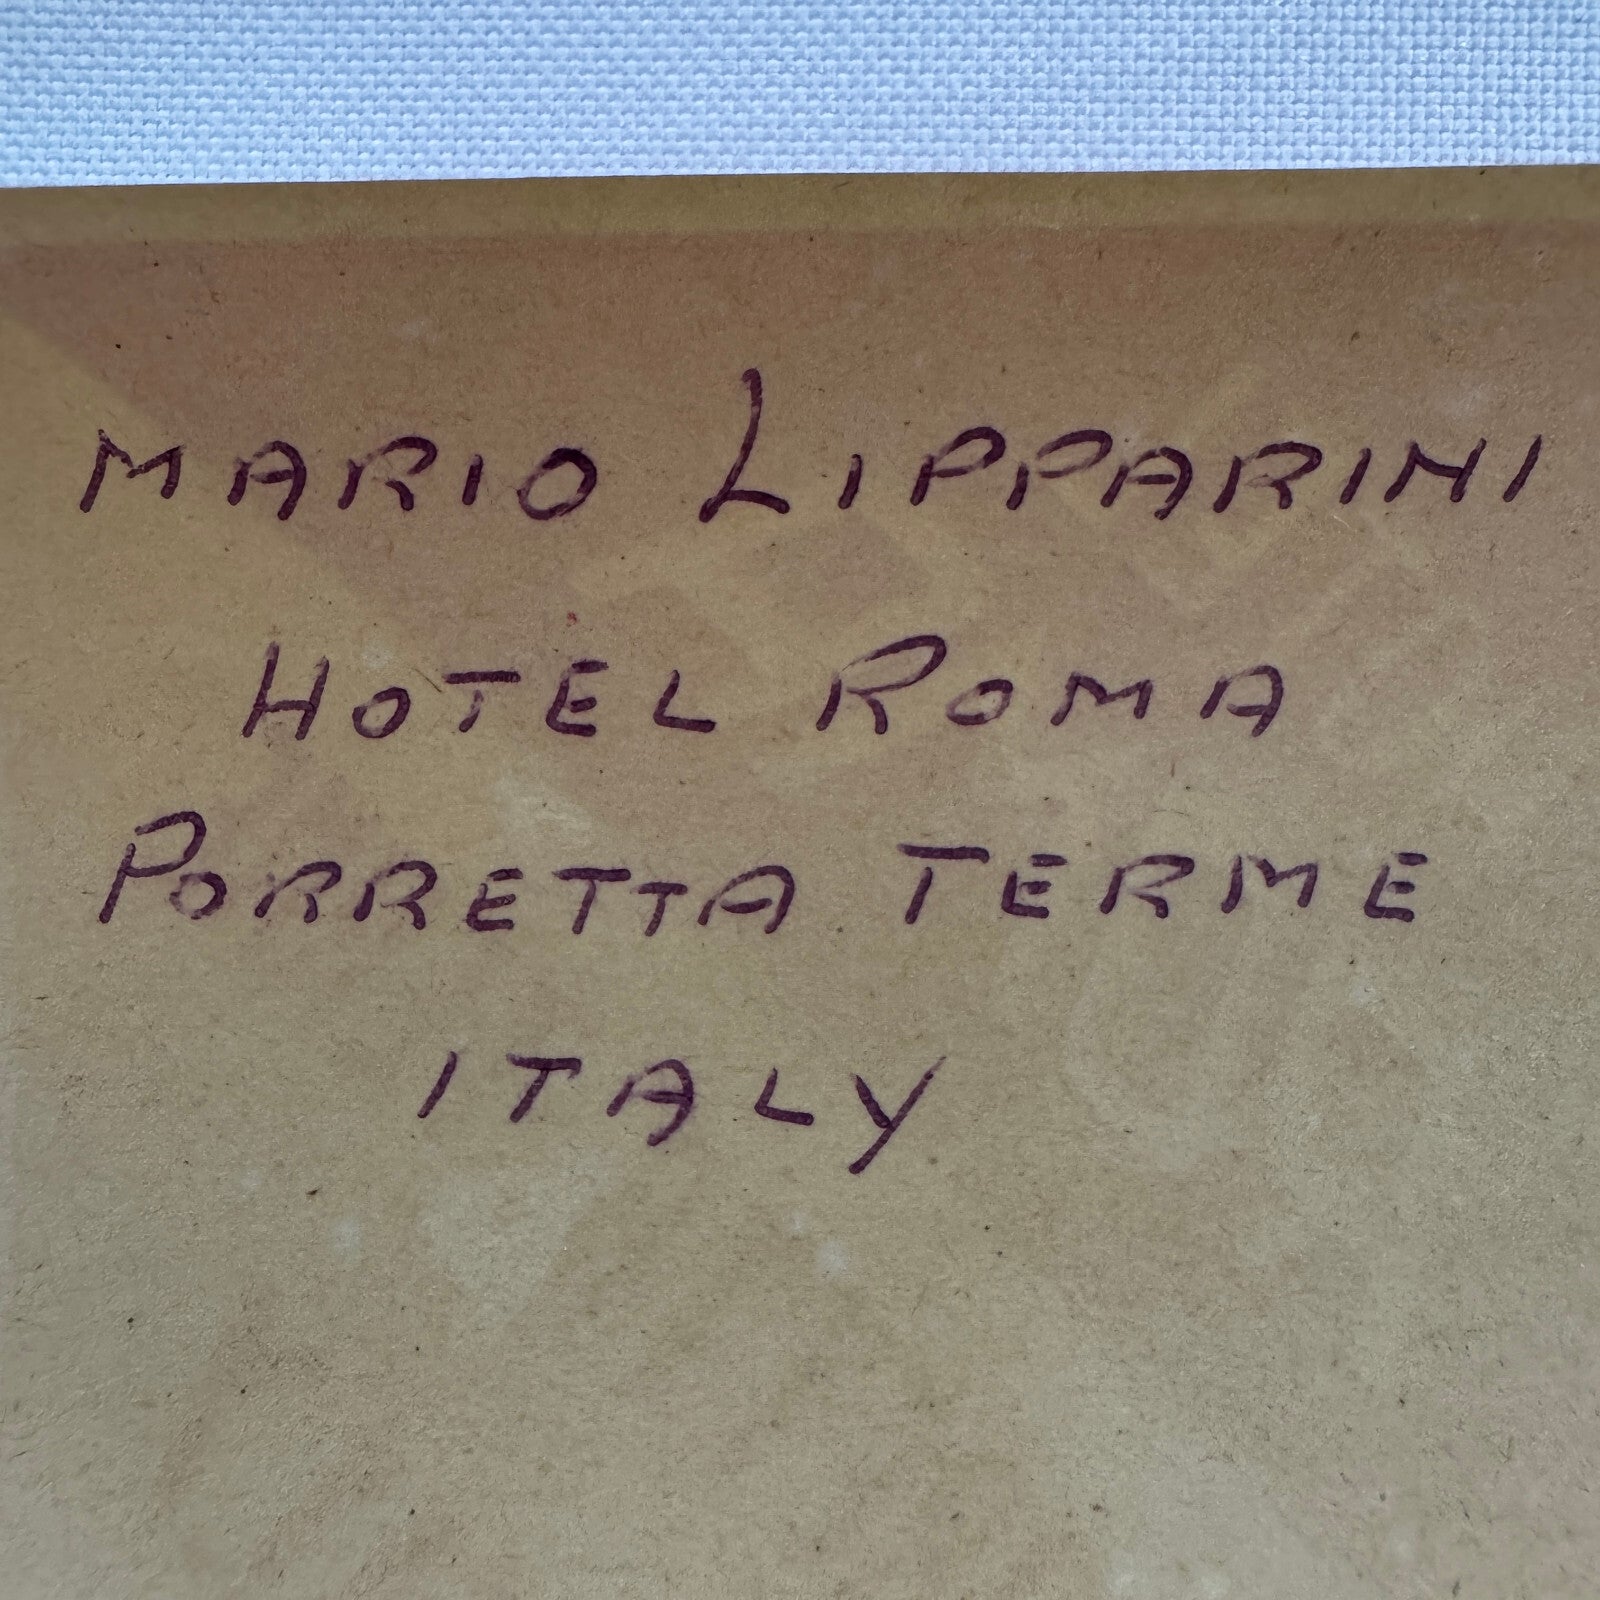 MARIO LIPPARINI
HOTEL ROMA
PORRETTA TERME
ITALY